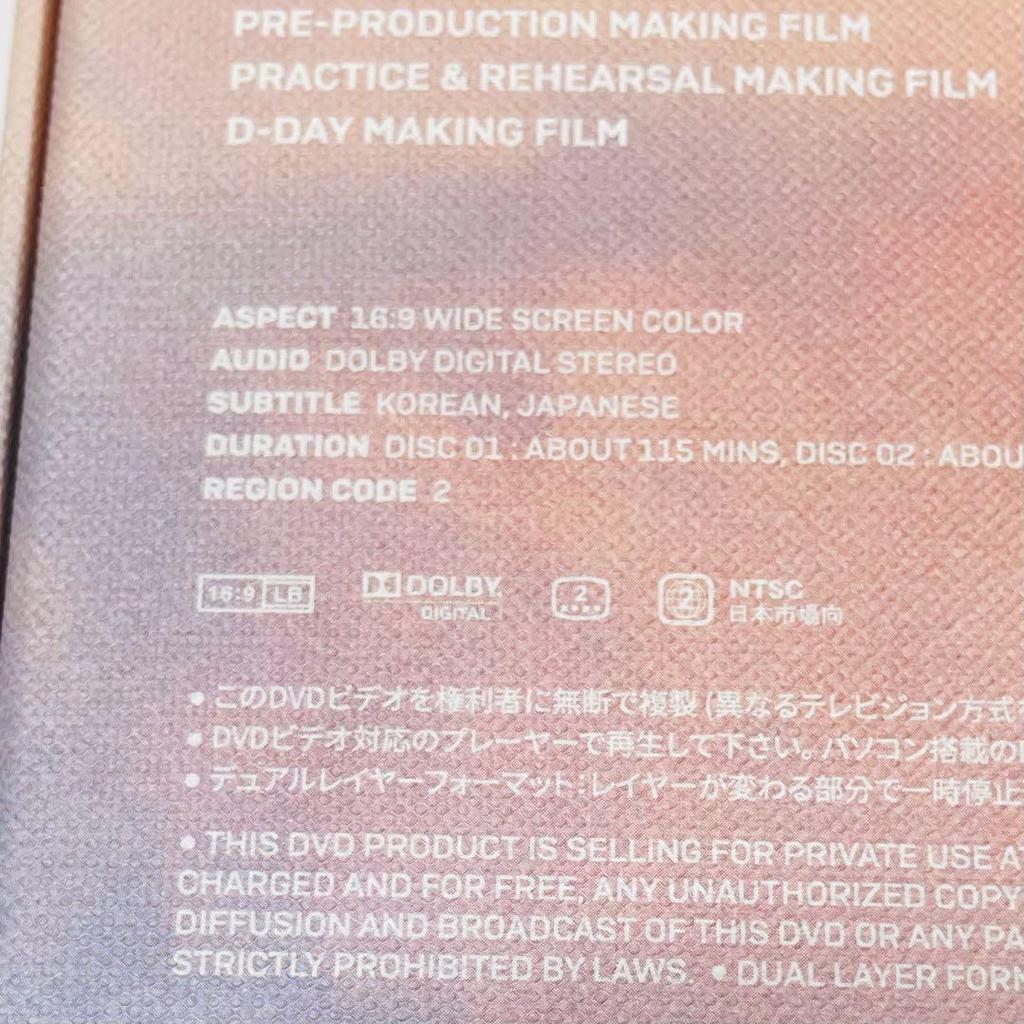 PRE-PRODUCTION MAKING FILM
PRACTICE & REHEARSAL MAKING FILM
D-DAY MAKING FILM
ASPECT 16:9 WIDE SCREEN COLOR
AUDIO DOLBY DIGITAL STEREO
SUBTITLE KOREAN, JAPANESE
DURATION DISC 01 : ABOUT 115 MINS, DISC 02 : ABOU
REGION CODE 2
16:9 LB DOLBY DIGITAL 2 2 NTSC
日本市場向
• このDVDビデオを権利者に無断で複製 (異なるテレビジョン方式
• DVDビデオ対応のプレーヤーで再生して下さい。パソコン搭載の
• デュアルレイヤーフォーマット:レイヤーが変わる部分で一時停止
• THIS DVD PRODUCT IS SELLING FOR PRIVATE USE A
CHARGED AND FOR FREE, ANY UNAUTHORIZED COPY
DIFFUSION AND BROADCAST OF THIS DVD OR ANY PA
STRICTLY PROHIBITED BY LAWS. • DUAL LAYER FORM